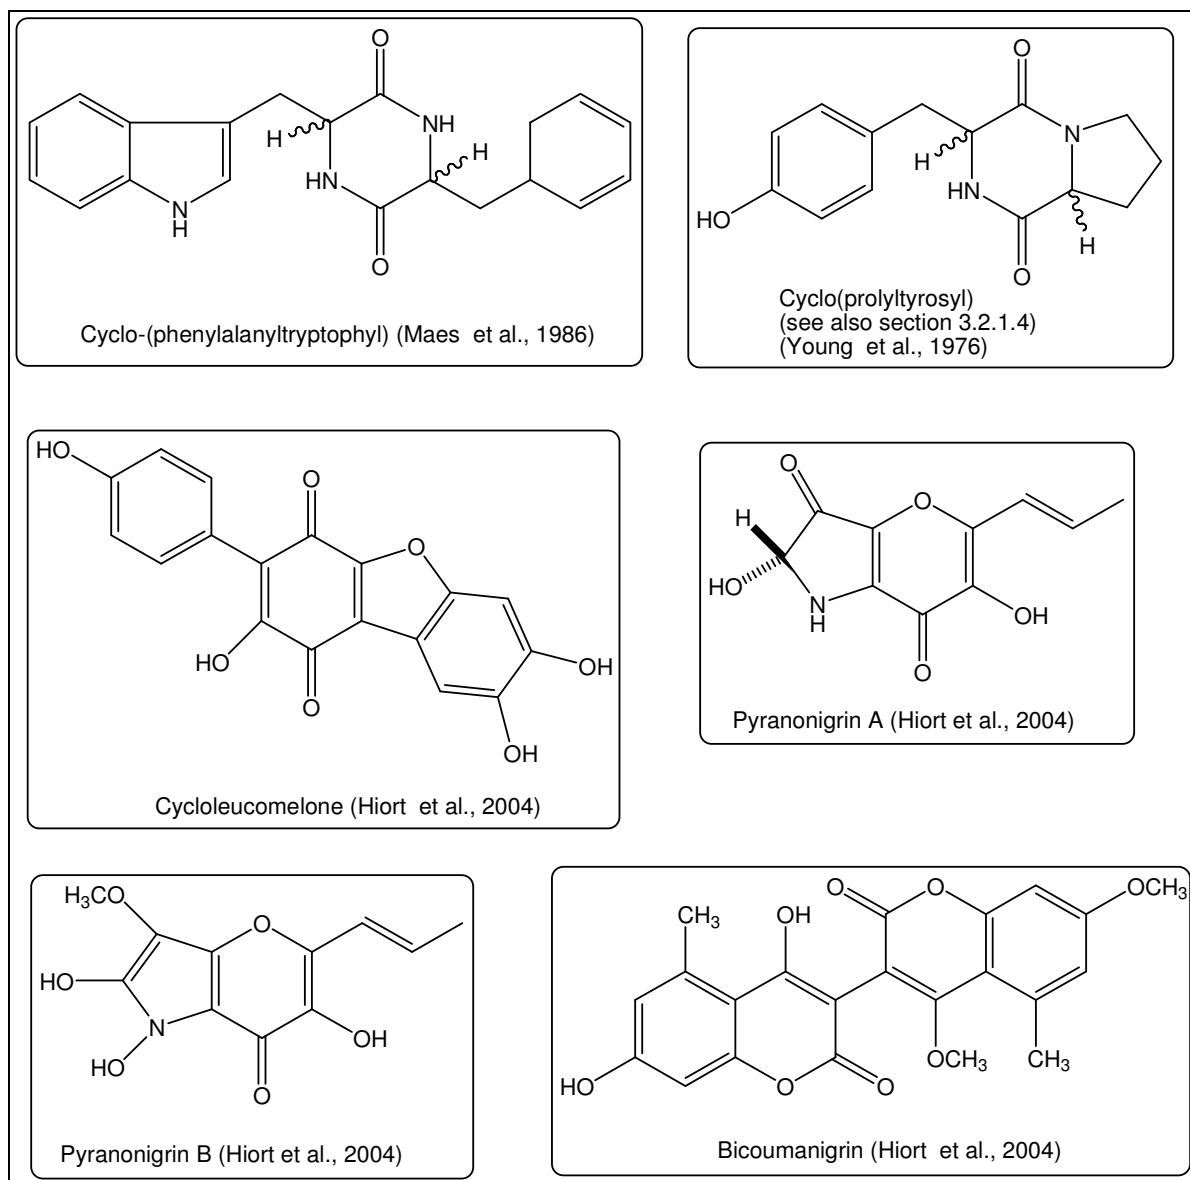 O
H
NH
H
HN
N
H
O
Cyclo-(phenylalanyltryptophyl) (Maes et al., 1986)
O
N
H
HN
HO
H
O
Cyclo(prolyltyrosyl)
(see also section 3.2.1.4)
(Young et al., 1976)
HO
O
O
HO
O
OH
OH
Cycloleucomelone (Hiort et al., 2004)
O
H
O
HO
N
H
OH
O
Pyranonigrin A (Hiort et al., 2004)
H3CO
O
HO
N
HO
OH
O
Pyranonigrin B (Hiort et al., 2004)
O
O
OCH3
CH3
OH
OCH3
CH3
HO
O
O
Bicoumanigrin (Hiort et al., 2004)